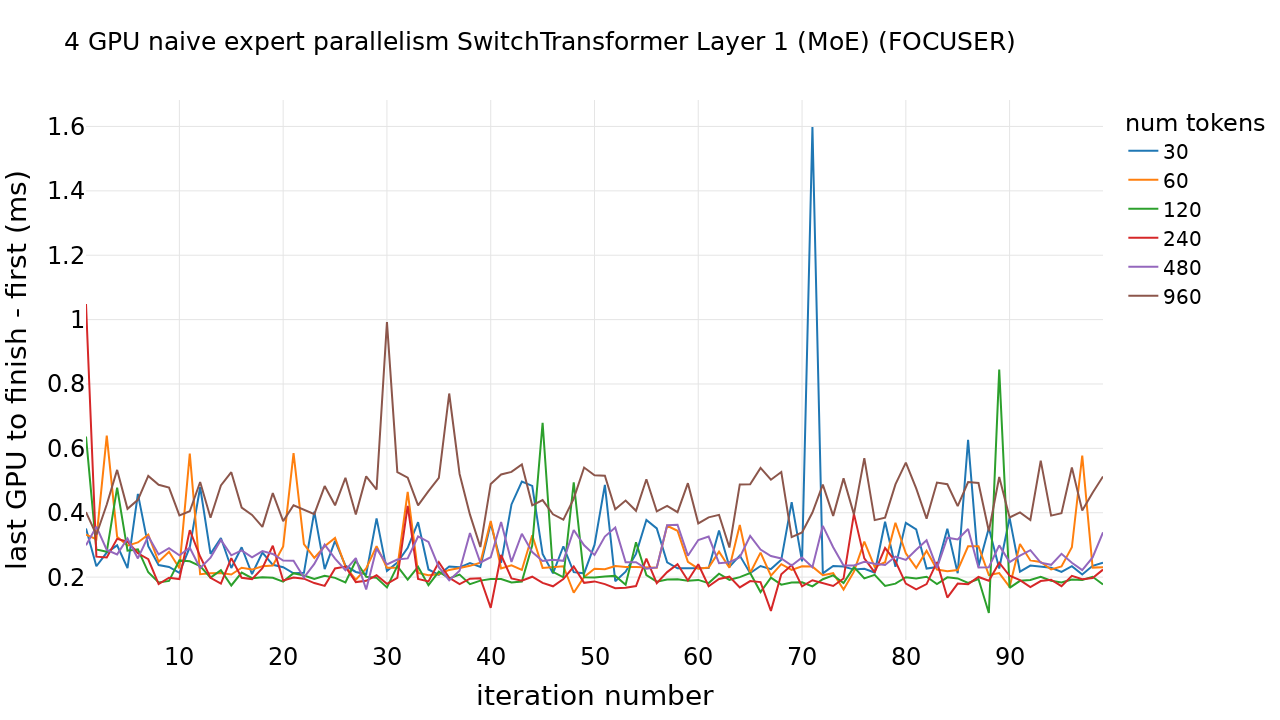 4 GPU naive expert parallelism SwitchTransformer Layer 1 (MoE) (FOCUSER)
last GPU to finish - first (ms)
1.6
1.4
1.2
1
0.8
0.6
0.4
0.2
10 20 30 40 50 60 70 80 90
iteration number
num tokens
30
60
120
240
480
960